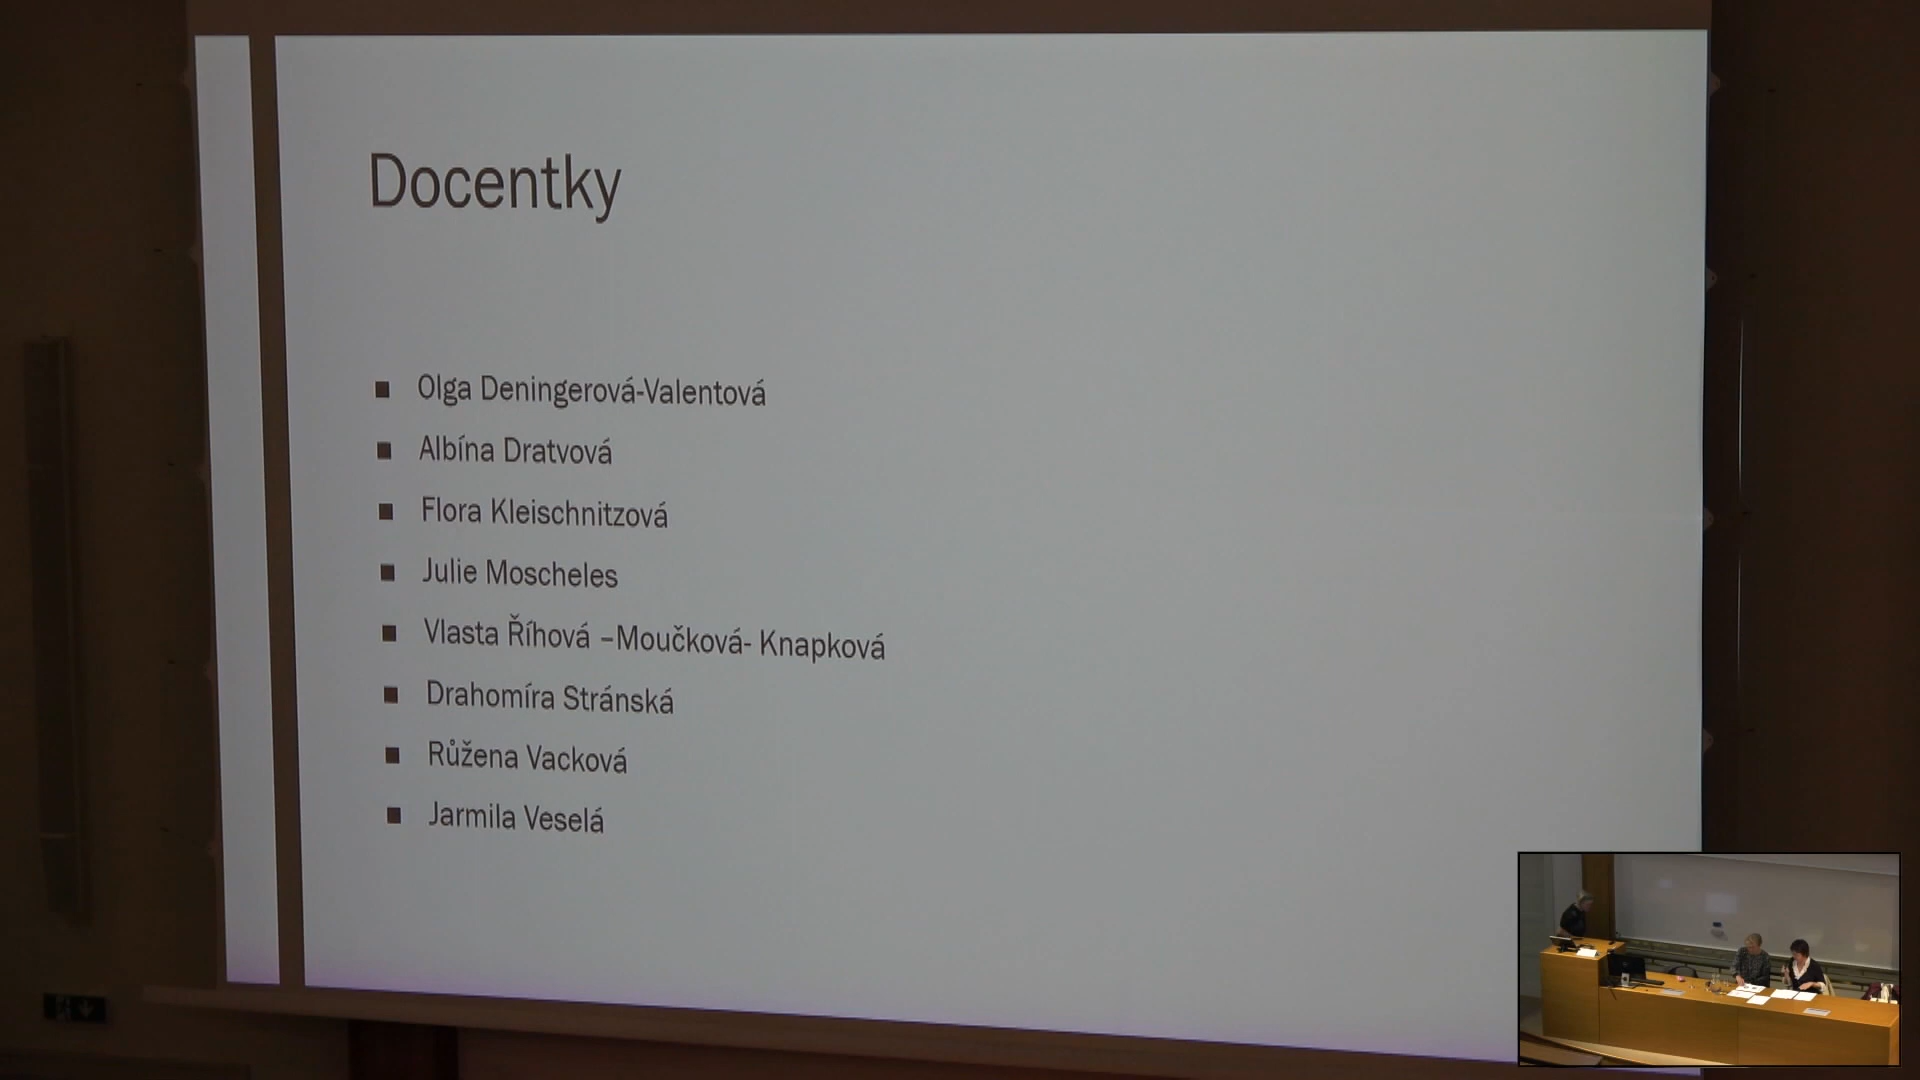 Docentky
Olga Deningerová-Valentová
Albína Dratvová
Flora Kleischnitzová
Julie Moscheles
Vlasta Říhová –Moučková- Knapková
Drahomíra Stránská
Růžena Vacková
Jarmila Veselá